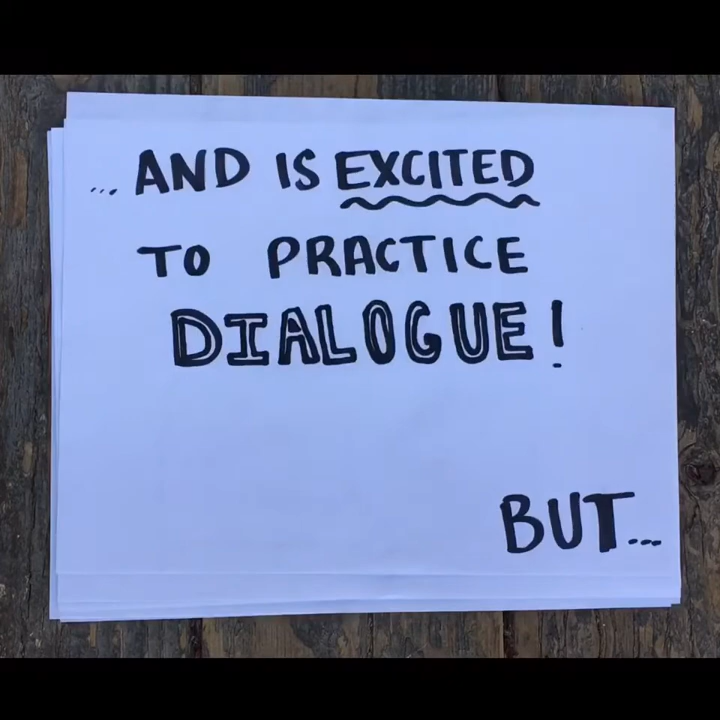 ...AND IS EXCITED
TO PRACTICE
DIALOGUE!
BUT...